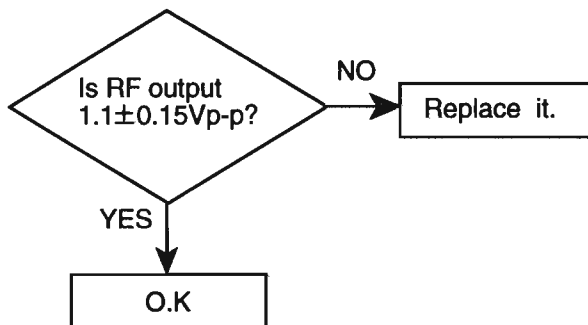 Is RF output
1.1±0.15Vp-p?
NO
Replace it.
YES
O.K